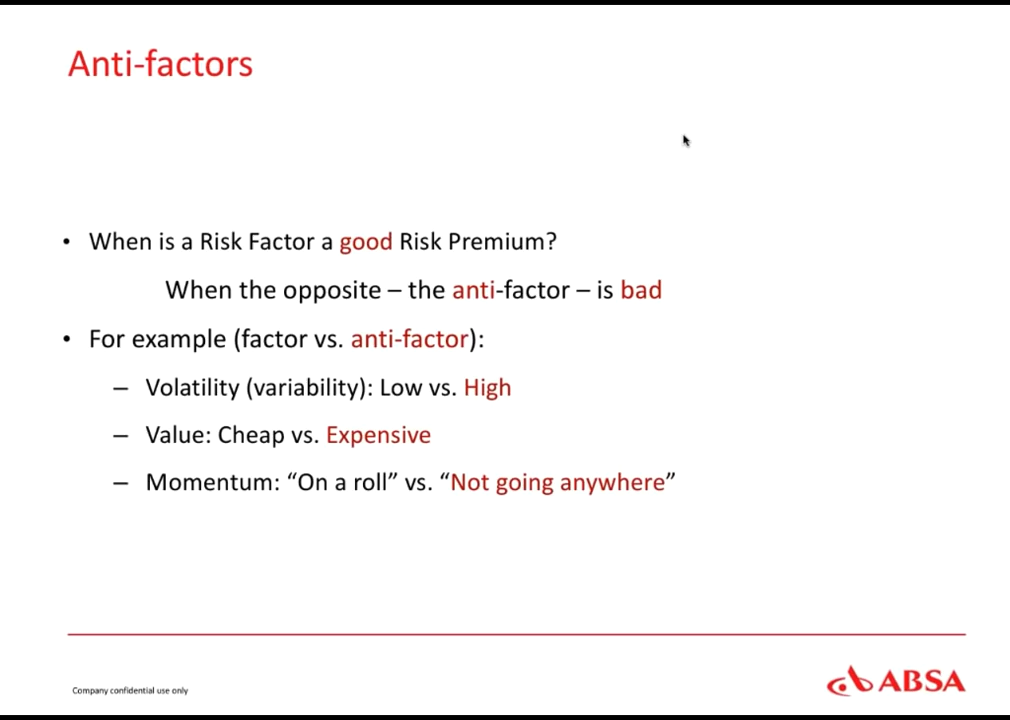 Anti-factors
• When is a Risk Factor a good Risk Premium?
When the opposite – the anti-factor – is bad
• For example (factor vs. anti-factor):
– Volatility (variability): Low vs. High
– Value: Cheap vs. Expensive
– Momentum: “On a roll” vs. “Not going anywhere”
Company confidential use only
ABSA